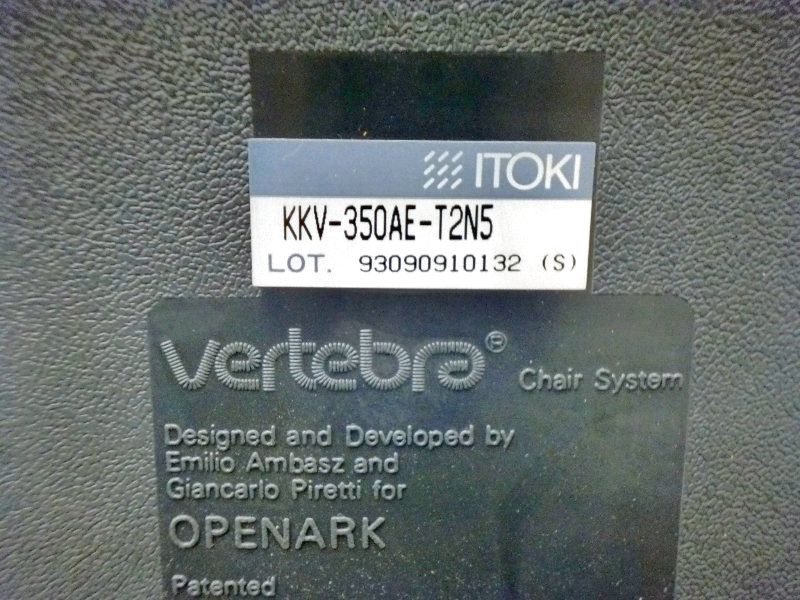 ITOKI
KKV-350AE-T2N5
LOT. 93090910132 (S)
vertebra® Chair System
Designed and Developed by
Emilio Ambasz and
Giancarlo Piretti for
OPENARK
Patented